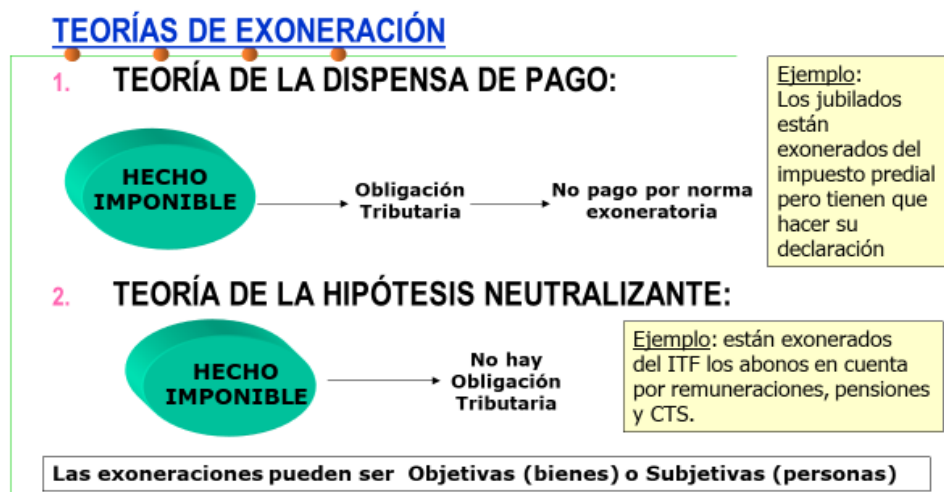 TEORÍAS DE EXONERACIÓN
1. TEORÍA DE LA DISPENSA DE PAGO:
HECHO
IMPONIBLE
Obligación
Tributaria
No pago por norma
exoneratoria
Ejemplo:
Los jubilados
están
exonerados del
impuesto predial
pero tienen que
hacer su
declaración
2. TEORÍA DE LA HIPÓTESIS NEUTRALIZANTE:
HECHO
IMPONIBLE
No hay
Obligación
Tributaria
Ejemplo: están exonerados
del ITF los abonos en cuenta
por remuneraciones, pensiones
y CTS.
Las exoneraciones pueden ser Objetivas (bienes) o Subjetivas (personas)